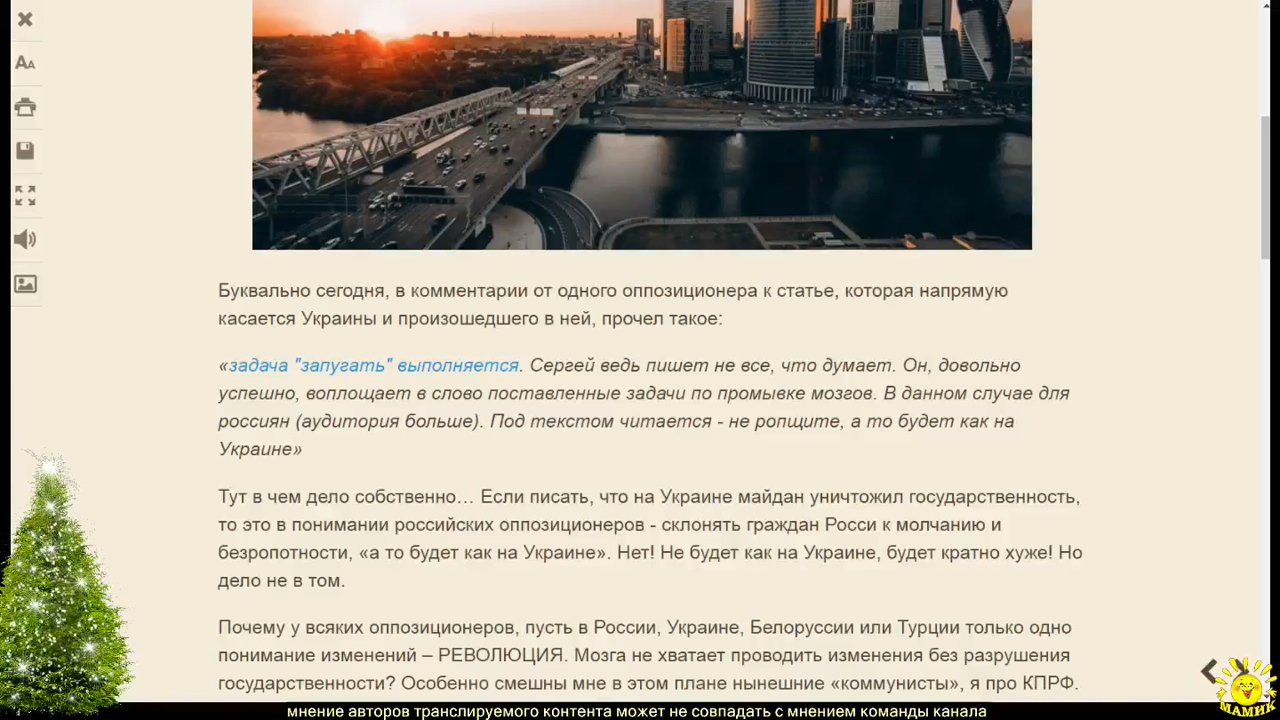 Буквально сегодня, в комментарии от одного оппозиционера к статье, которая напрямую
касается Украины и произошедшего в ней, прочел такое:
«задача "запугать" выполняется. Сергей ведь пишет не все, что думает. Он, довольно
успешно, воплощает в слово поставленные задачи по промывке мозгов. В данном случае для
россиян (аудитория больше). Под текстом читается - не ропщите, а то будет как на
Украине»
Тут в чем дело собственно… Если писать, что на Украине майдан уничтожил государственность,
то это в понимании российских оппозиционеров - склонять граждан Росси к молчанию и
безропотности, «а то будет как на Украине». Нет! Не будет как на Украине, будет кратно хуже! Но
дело не в том.
Почему у всяких оппозиционеров, пусть в России, Украине, Белоруссии или Турции только одно
понимание изменений – РЕВОЛЮЦИЯ. Мозга не хватает проводить изменения без разрушения
государственности? Особенно смешны мне в этом плане нынешние «коммунисты», я про КПРФ.
МАМИК
мнение авторов транслируемого контента может не совпадать с мнением команды канала